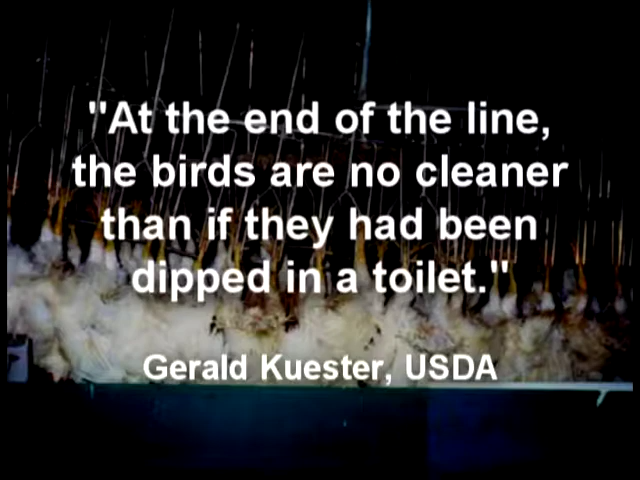 "At the end of the line,
the birds are no cleaner
than if they had been
dipped in a toilet."
Gerald Kuester, USDA